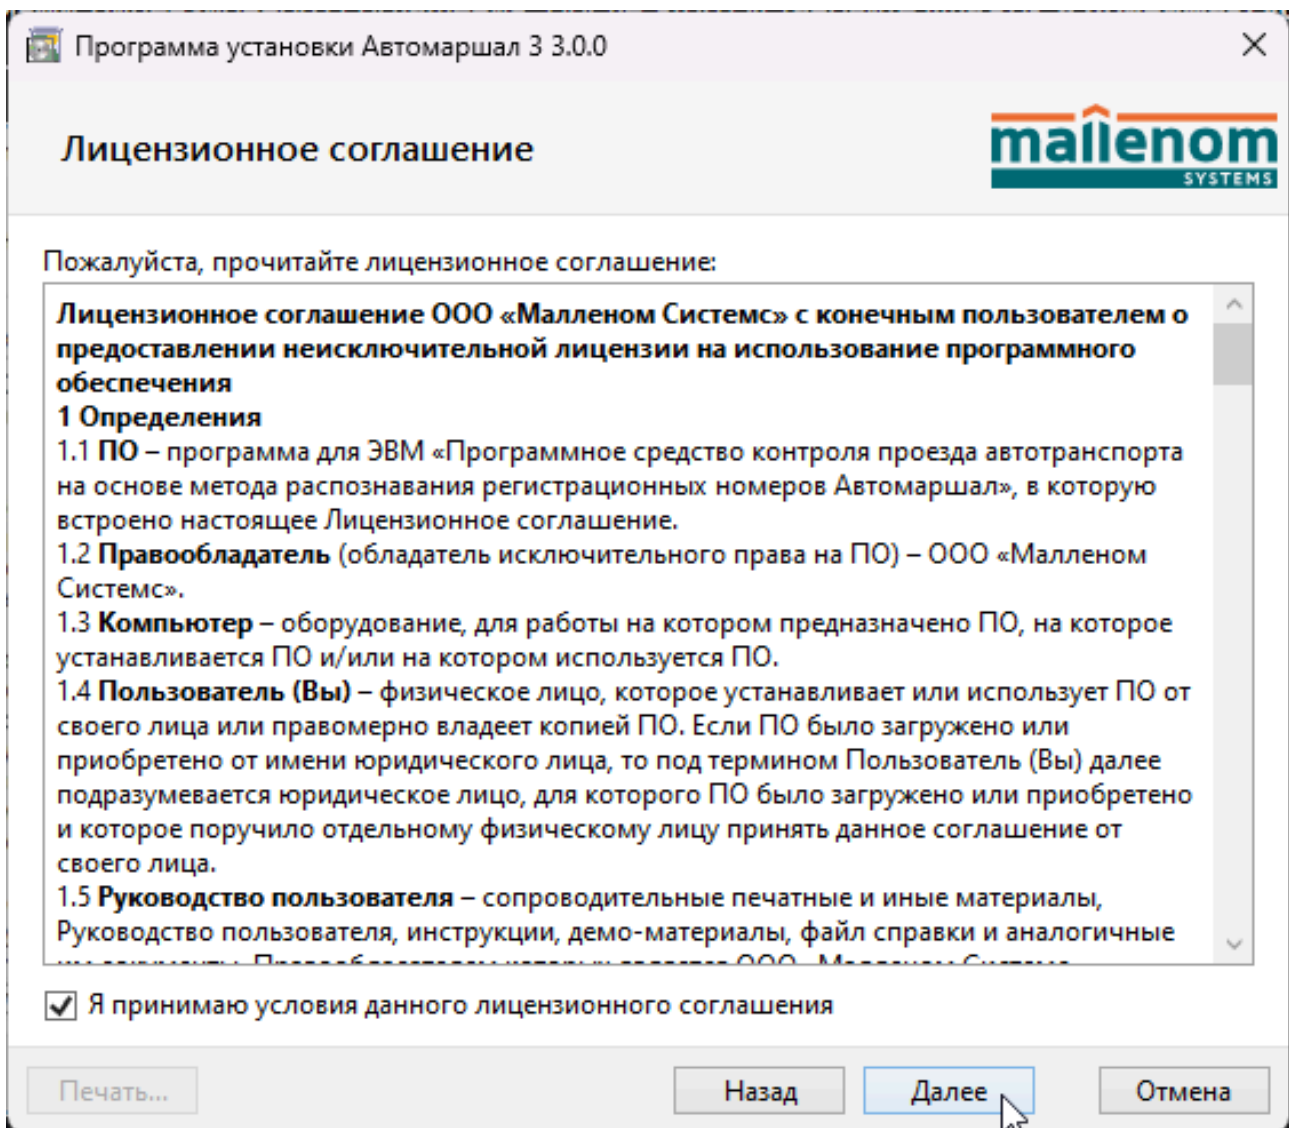 Программа установки Автомаршал 3 3.0.0
Лицензионное соглашение
mallenom
SYSTEMS
Пожалуйста, прочитайте лицензионное соглашение:
Лицензионное соглашение ООО «Малленом Системс» с конечным пользователем о
предоставлении неисключительной лицензии на использование программного
обеспечения
1 Определения
1.1 ПО – программа для ЭВМ «Программное средство контроля проезда автотранспорта
на основе метода распознавания регистрационных номеров Автомаршал», в которую
встроено настоящее Лицензионное соглашение.
1.2 Правообладатель (обладатель исключительного права на ПО) – ООО «Малленом
Системс».
1.3 Компьютер – оборудование, для работы на котором предназначено ПО, на которое
устанавливается ПО и/или на котором используется ПО.
1.4 Пользователь (Вы) – физическое лицо, которое устанавливает или использует ПО от
своего лица или правомерно владеет копией ПО. Если ПО было загружено или
приобретено от имени юридического лица, то под термином Пользователь (Вы) далее
подразумевается юридическое лицо, для которого ПО было загружено или приобретено
и которое поручило отдельному физическому лицу принять данное соглашение от
своего лица.
1.5 Руководство пользователя – сопроводительные печатные и иные материалы,
Руководство пользователя, инструкции, демо-материалы, файл справки и аналогичные
Я принимаю условия данного лицензионного соглашения
Печать...
Назад
Далее
Отмена